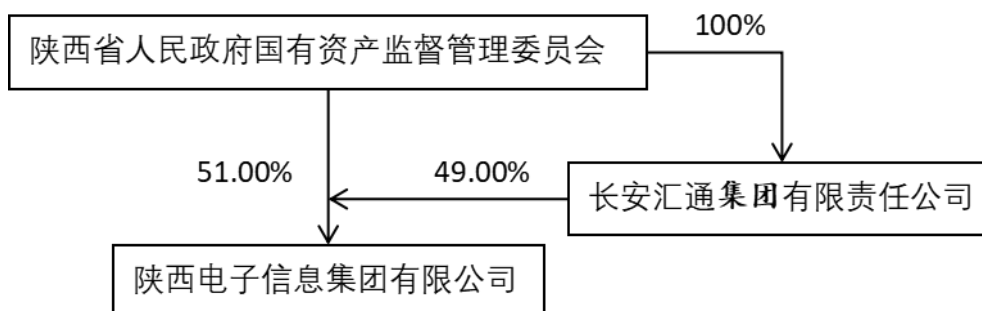 陕西省人民政府国有资产监督管理委员会
100%
51.00%
49.00%
长安汇通集团有限责任公司
陕西电子信息集团有限公司